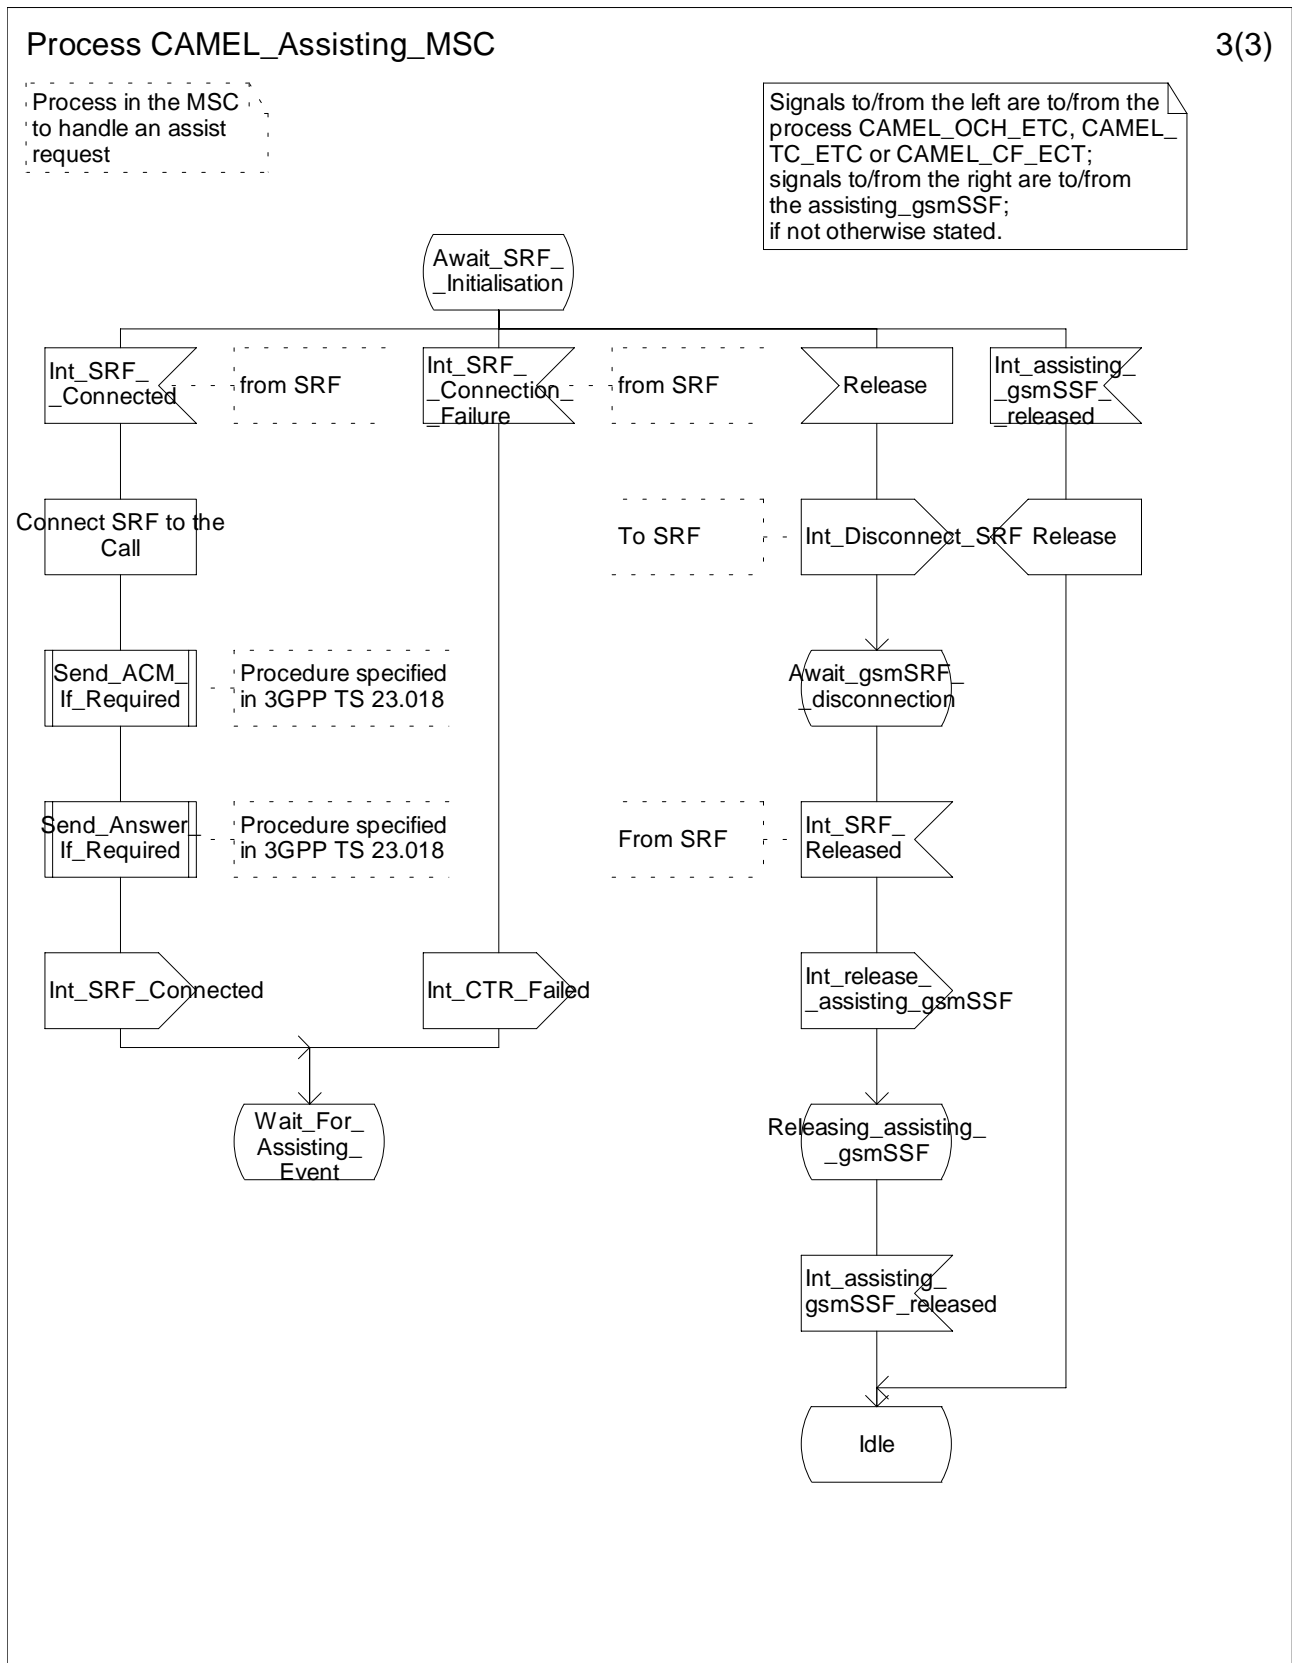 Process CAMEL_Assisting_MSC
3(3)
Process in the MSC
to handle an assist
request
Signals to/from the left are to/from the
process CAMEL_OCH_ETC, CAMEL_
TC_ETC or CAMEL_CF_ECT;
signals to/from the right are to/from
the assisting_gsmSSF;
if not otherwise stated.
Await_SRF_
_Initialisation
Int_SRF_
_Connected
from SRF
Int_SRF_
_Connection_
_Failure
from SRF
Release
Int_assisting_
_gsmSSF_
_released
Connect SRF to the
Call
To SRF
Int_Disconnect_SRF
Release
Send_ACM_
If_Required
Procedure specified
in 3GPP TS 23.018
Await_gsmSRF_
_disconnection
Send_Answer_
If_Required
Procedure specified
in 3GPP TS 23.018
From SRF
Int_SRF_
Released
Int_SRF_Connected
Int_CTR_Failed
Int_release_
_assisting_gsmSSF
Wait_For_
Assisting_
Event
Releasing_assisting_
_gsmSSF
Int_assisting_
gsmSSF_released
Idle